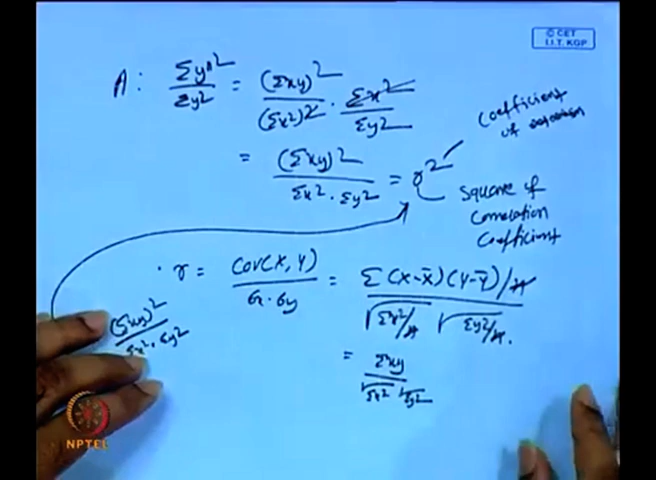 © CET
I.I.T. KGP
A: Σŷ² / Σy² = (Σxy)² / (Σx²)² · Σx² / Σy²
= (Σxy)² / Σx² · Σy² = r²
Coefficient
of
Square of
Correlation
Coefficient
r = Cov(X, Y) / σx · σy = Σ(X-X̄)(Y-Ȳ)/n / √Σx²/n √Σy²/n
(Σxy)² / Σx² · Σy²
= Σxy / √Σx² √Σy²
NPTEL